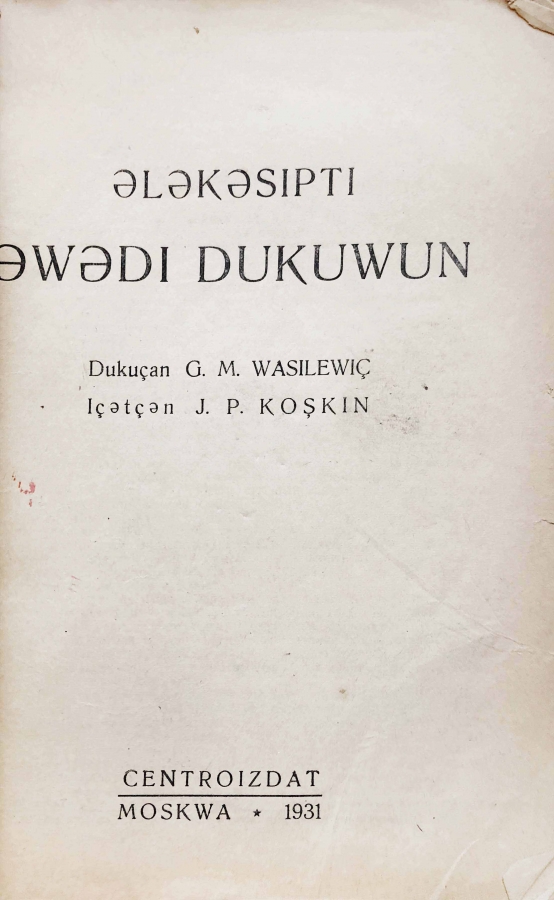 ƏLƏKƏSIPTI
ƏWƏDI DUKUWUN
Dukuçan G. M. WASILEWIÇ
Içətçən J. P. KOŞKIN
CENTROIZDAT
MOSKWA ★ 1931